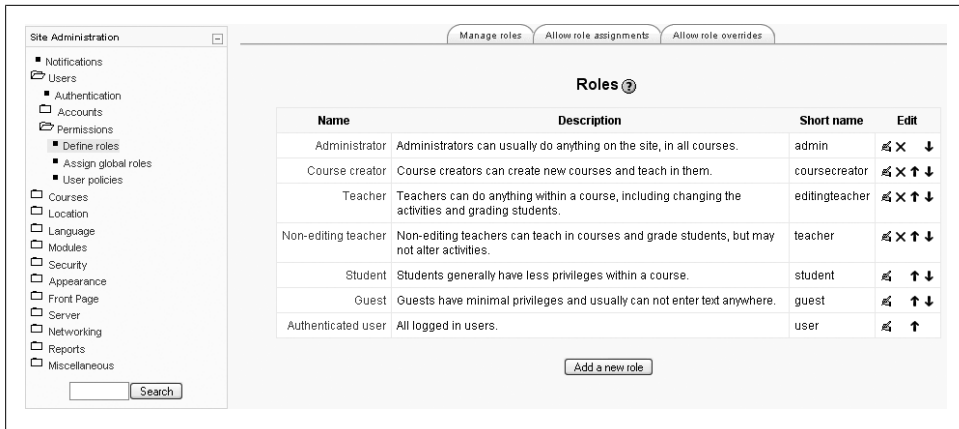 Site Administration
Notifications
Users
Authentication
Accounts
Permissions
Define roles
Assign global roles
User policies
Courses
Location
Language
Modules
Security
Appearance
Front Page
Server
Networking
Reports
Miscellaneous
Search
Manage roles Allow role assignments Allow role overrides
Roles ?
Name Description Short name Edit
Administrator Administrators can usually do anything on the site, in all courses. admin
Course creator Course creators can create new courses and teach in them. coursecreator
Teacher Teachers can do anything within a course, including changing the editingteacher
activities and grading students.
Non-editing teacher Non-editing teachers can teach in courses and grade students, but may teacher
not alter activities.
Student Students generally have less privileges within a course. student
Guest Guests have minimal privileges and usually can not enter text anywhere. guest
Authenticated user All logged in users. user
Add a new role